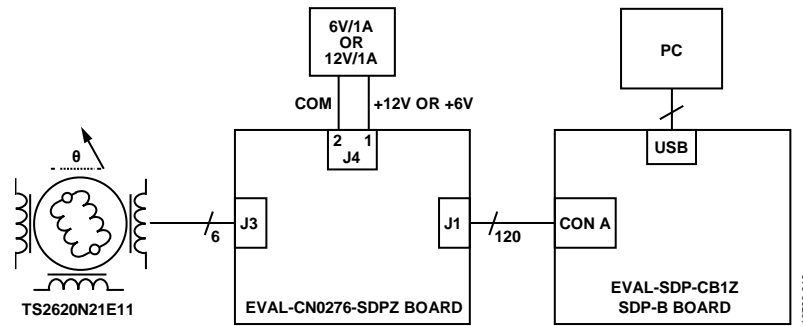 6V/1A
OR
12V/1A
PC
COM
+12V OR +6V
2 1
J4
USB
θ
J3
6
J1
120
CON A
TS2620N21E11
EVAL-CN0276-SDPZ BOARD
EVAL-SDP-CB1Z
SDP-B BOARD